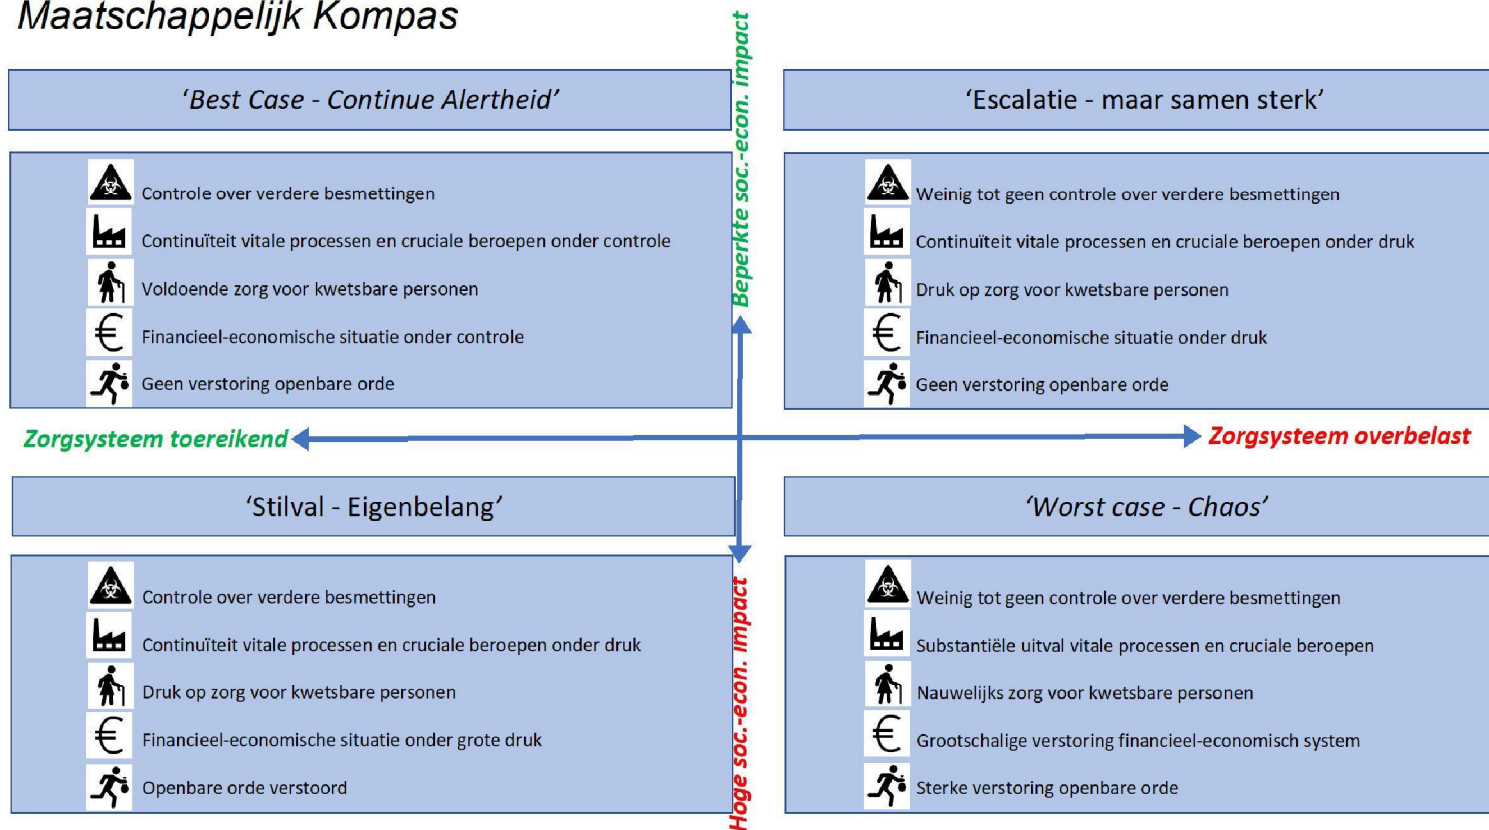 Maatschappelijk Kompas
Beperkte soc.-econ. impact
‘Best Case - Continue Alertheid’
Controle over verdere besmettingen
Continuïteit vitale processen en cruciale beroepen onder controle
Voldoende zorg voor kwetsbare personen
Financieel-economische situatie onder controle
Geen verstoring openbare orde
‘Escalatie - maar samen sterk’
Weinig tot geen controle over verdere besmettingen
Continuïteit vitale processen en cruciale beroepen onder druk
Druk op zorg voor kwetsbare personen
Financieel-economische situatie onder druk
Geen verstoring openbare orde
Zorgsysteem toereikend
Zorgsysteem overbelast
‘Stilval - Eigenbelang’
Controle over verdere besmettingen
Continuïteit vitale processen en cruciale beroepen onder druk
Druk op zorg voor kwetsbare personen
€ Financieel-economische situatie onder grote druk
Openbare orde verstoord
Hoge soc.-econ. impact
‘Worst case - Chaos’
Weinig tot geen controle over verdere besmettingen
Substantiële uitval vitale processen en cruciale beroepen
Nauwelijks zorg voor kwetsbare personen
Grootschalige verstoring financieel-economisch system
Sterke verstoring openbare orde